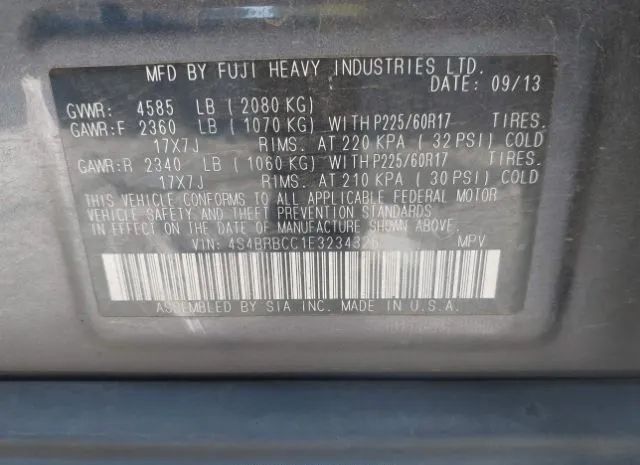 MFD BY FUJI HEAVY INDUSTRIES LTD.
DATE: 09/13
GVWR: 4585 LB (2080 KG)
GAWR:F 2360 LB (1070 KG) WITH P225/60R17 TIRES.
17X7J RIMS. AT 220 KPA (32 PSI) COLD
GAWR:R 2340 LB (1060 KG) WITH P225/60R17 TIRES.
17X7J RIMS. AT 210 KPA (30 PSI) COLD
THIS VEHICLE CONFORMS TO ALL APPLICABLE FEDERAL MOTOR
VEHICLE SAFETY, BUMPER, AND THEFT PREVENTION STANDARDS
IN EFFECT ON THE DATE OF MANUFACTURE SHOWN ABOVE.
VIN: 4S4BRBCC1E3234326 MPV
ASSEMBLED BY SIA INC. MADE IN U.S.A.